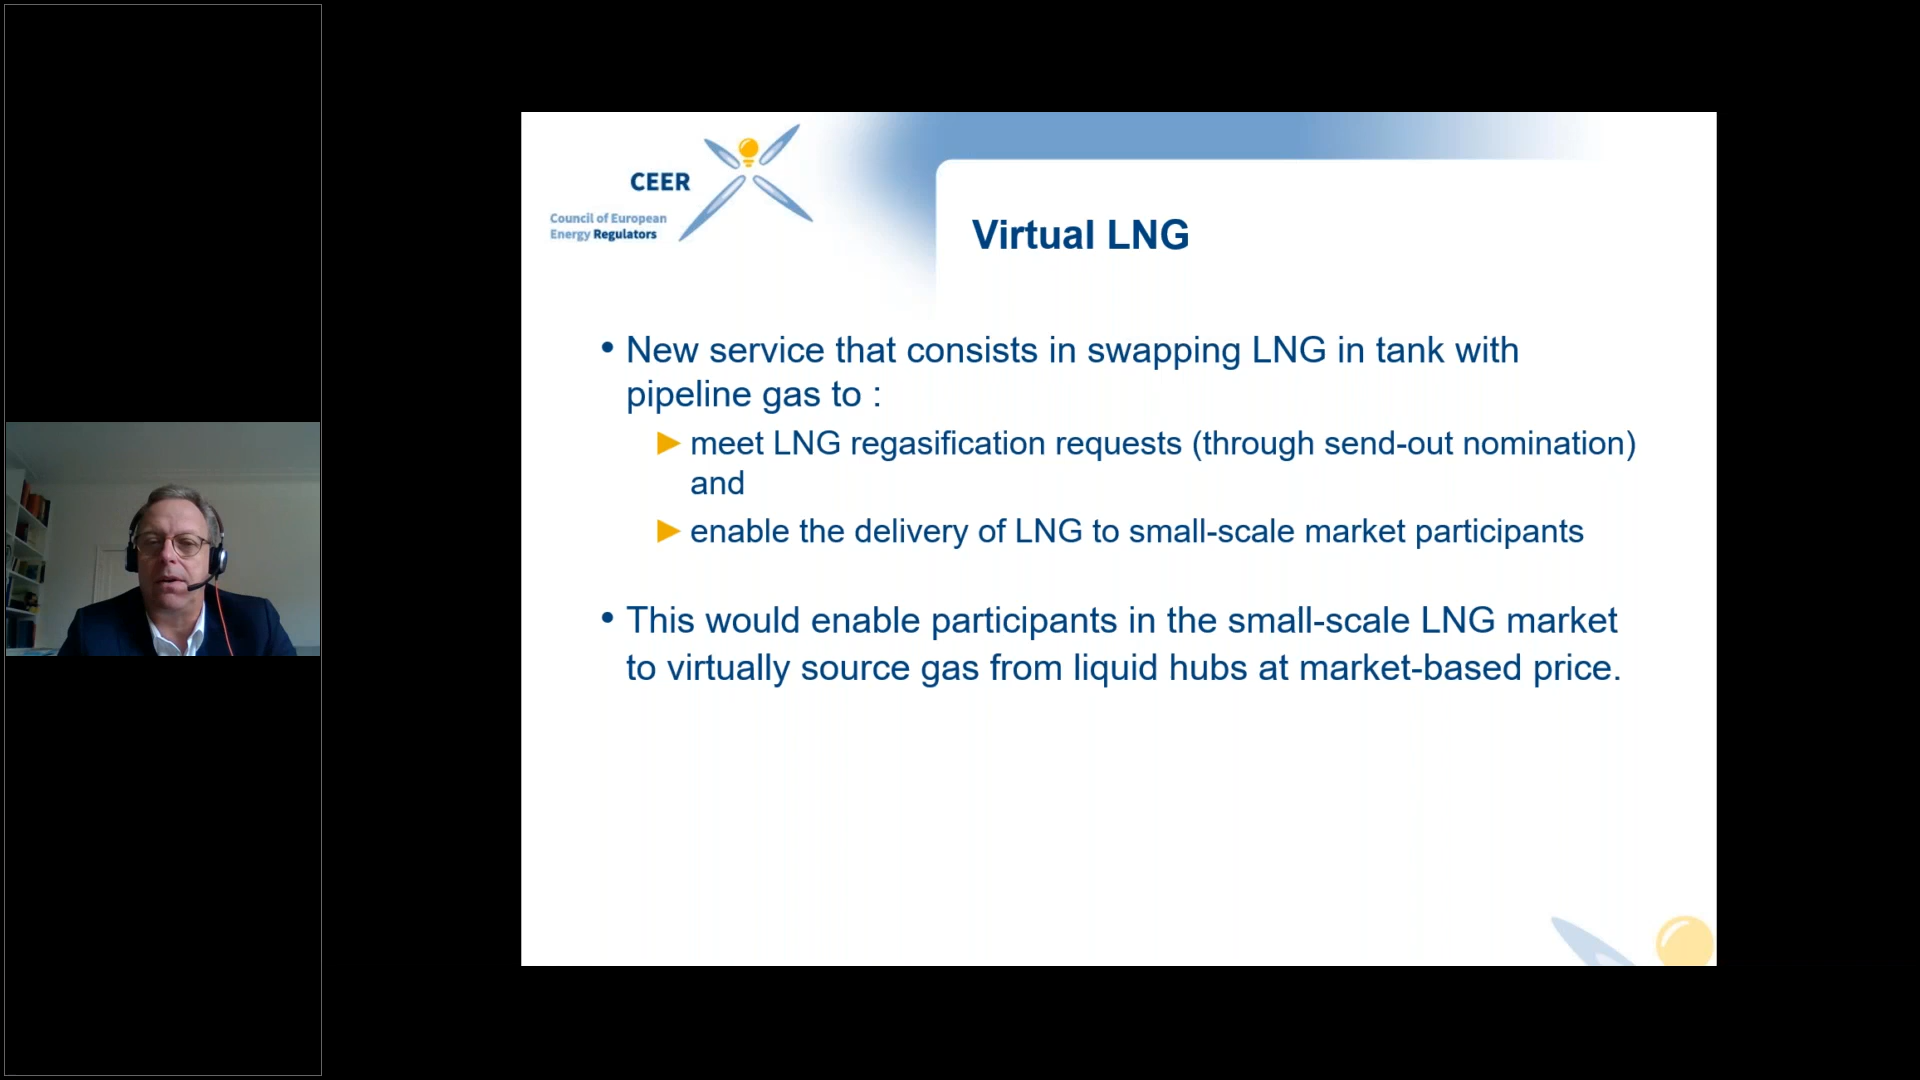 CEER
Council of European
Energy Regulators
Virtual LNG
• New service that consists in swapping LNG in tank with
pipeline gas to :
► meet LNG regasification requests (through send-out nomination)
and
► enable the delivery of LNG to small-scale market participants
• This would enable participants in the small-scale LNG market
to virtually source gas from liquid hubs at market-based price.